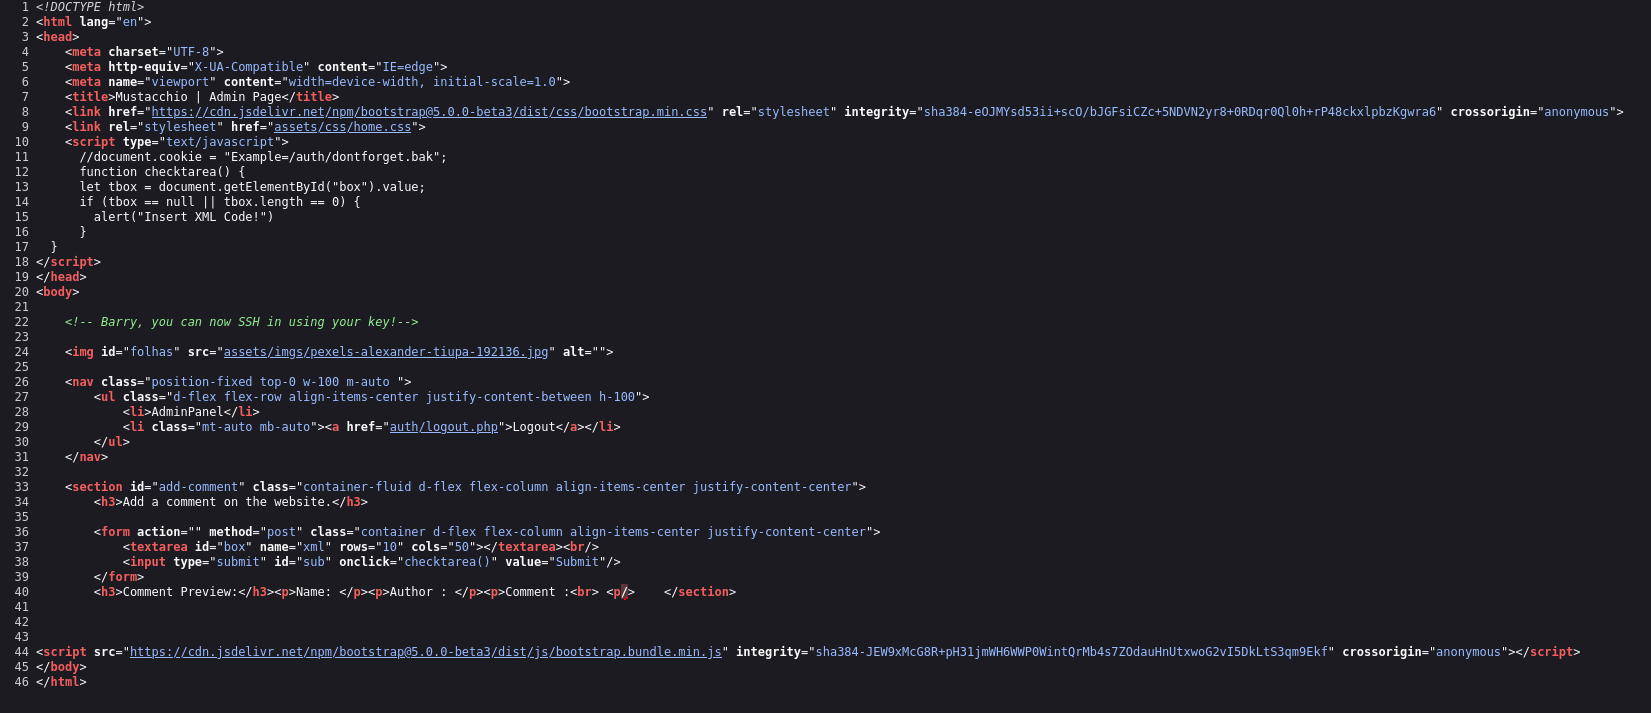 1 <!DOCTYPE html>
2 <html lang="en">
3 <head>
4     <meta charset="UTF-8">
5     <meta http-equiv="X-UA-Compatible" content="IE=edge">
6     <meta name="viewport" content="width=device-width, initial-scale=1.0">
7     <title>Mustacchio | Admin Page</title>
8     <link href="https://cdn.jsdelivr.net/npm/bootstrap@5.0.0-beta3/dist/css/bootstrap.min.css" rel="stylesheet" integrity="sha384-eOJMYsd53ii+scO/bJGFsiCZc+5NDVN2yr8+0RDqr0Ql0h+rP48ckxlpbzKgwra6" crossorigin="anonymous">
9     <link rel="stylesheet" href="assets/css/home.css">
10     <script type="text/javascript">
11       //document.cookie = "Example=/auth/dontforget.bak";
12       function checktarea() {
13       let tbox = document.getElementById("box").value;
14       if (tbox == null || tbox.length == 0) {
15         alert("Insert XML Code!")
16       }
17   }
18 </script>
19 </head>
20 <body>
21
22     <!-- Barry, you can now SSH in using your key!-->
23
24     <img id="folhas" src="assets/imgs/pexels-alexander-tiupa-192136.jpg" alt="">
25
26     <nav class="position-fixed top-0 w-100 m-auto ">
27         <ul class="d-flex flex-row align-items-center justify-content-between h-100">
28             <li>AdminPanel</li>
29             <li class="mt-auto mb-auto"><a href="auth/logout.php">Logout</a></li>
30         </ul>
31     </nav>
32
33     <section id="add-comment" class="container-fluid d-flex flex-column align-items-center justify-content-center">
34         <h3>Add a comment on the website.</h3>
35
36         <form action="" method="post" class="container d-flex flex-column align-items-center justify-content-center">
37             <textarea id="box" name="xml" rows="10" cols="50"></textarea><br/>
38             <input type="submit" id="sub" onclick="checktarea()" value="Submit"/>
39         </form>
40         <h3>Comment Preview:</h3><p>Name: </p><p>Author : </p><p>Comment :<br> <p/>    </section>
41
42
43
44 <script src="https://cdn.jsdelivr.net/npm/bootstrap@5.0.0-beta3/dist/js/bootstrap.bundle.min.js" integrity="sha384-JEW9xMcG8R+pH31jmWH6WWP0WintQrMb4s7ZOdauHnUtxwoG2vI5DkLtS3qm9Ekf" crossorigin="anonymous"></script>
45 </body>
46 </html>